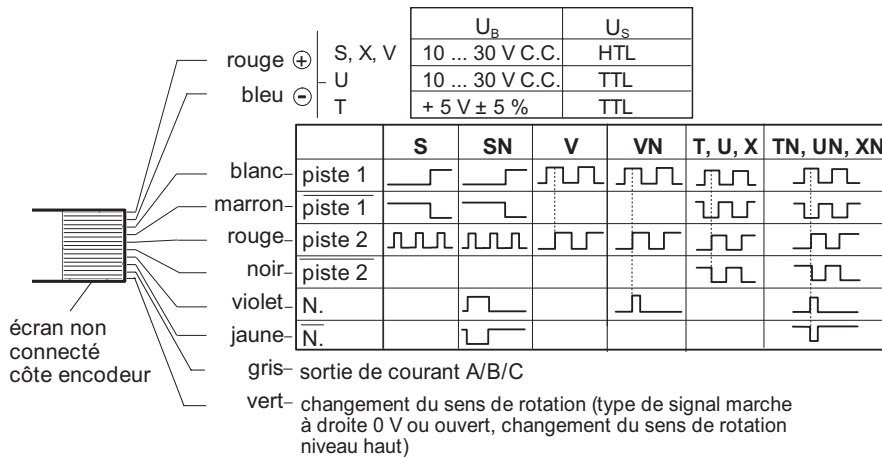 U_B U_S
rouge ⊕ S, X, V 10 ... 30 V C.C. HTL
U 10 ... 30 V C.C. TTL
bleu ⊖ T + 5 V ± 5 % TTL
S SN V VN T, U, X TN, UN, XN
blanc piste 1
marron p̅i̅s̅t̅e̅ ̅1̅
rouge piste 2
noir p̅i̅s̅t̅e̅ ̅2̅
violet N.
jaune N̅.̅
écran non
connecté
côte encodeur
gris sortie de courant A/B/C
vert changement du sens de rotation (type de signal marche
à droite 0 V ou ouvert, changement du sens de rotation
niveau haut)